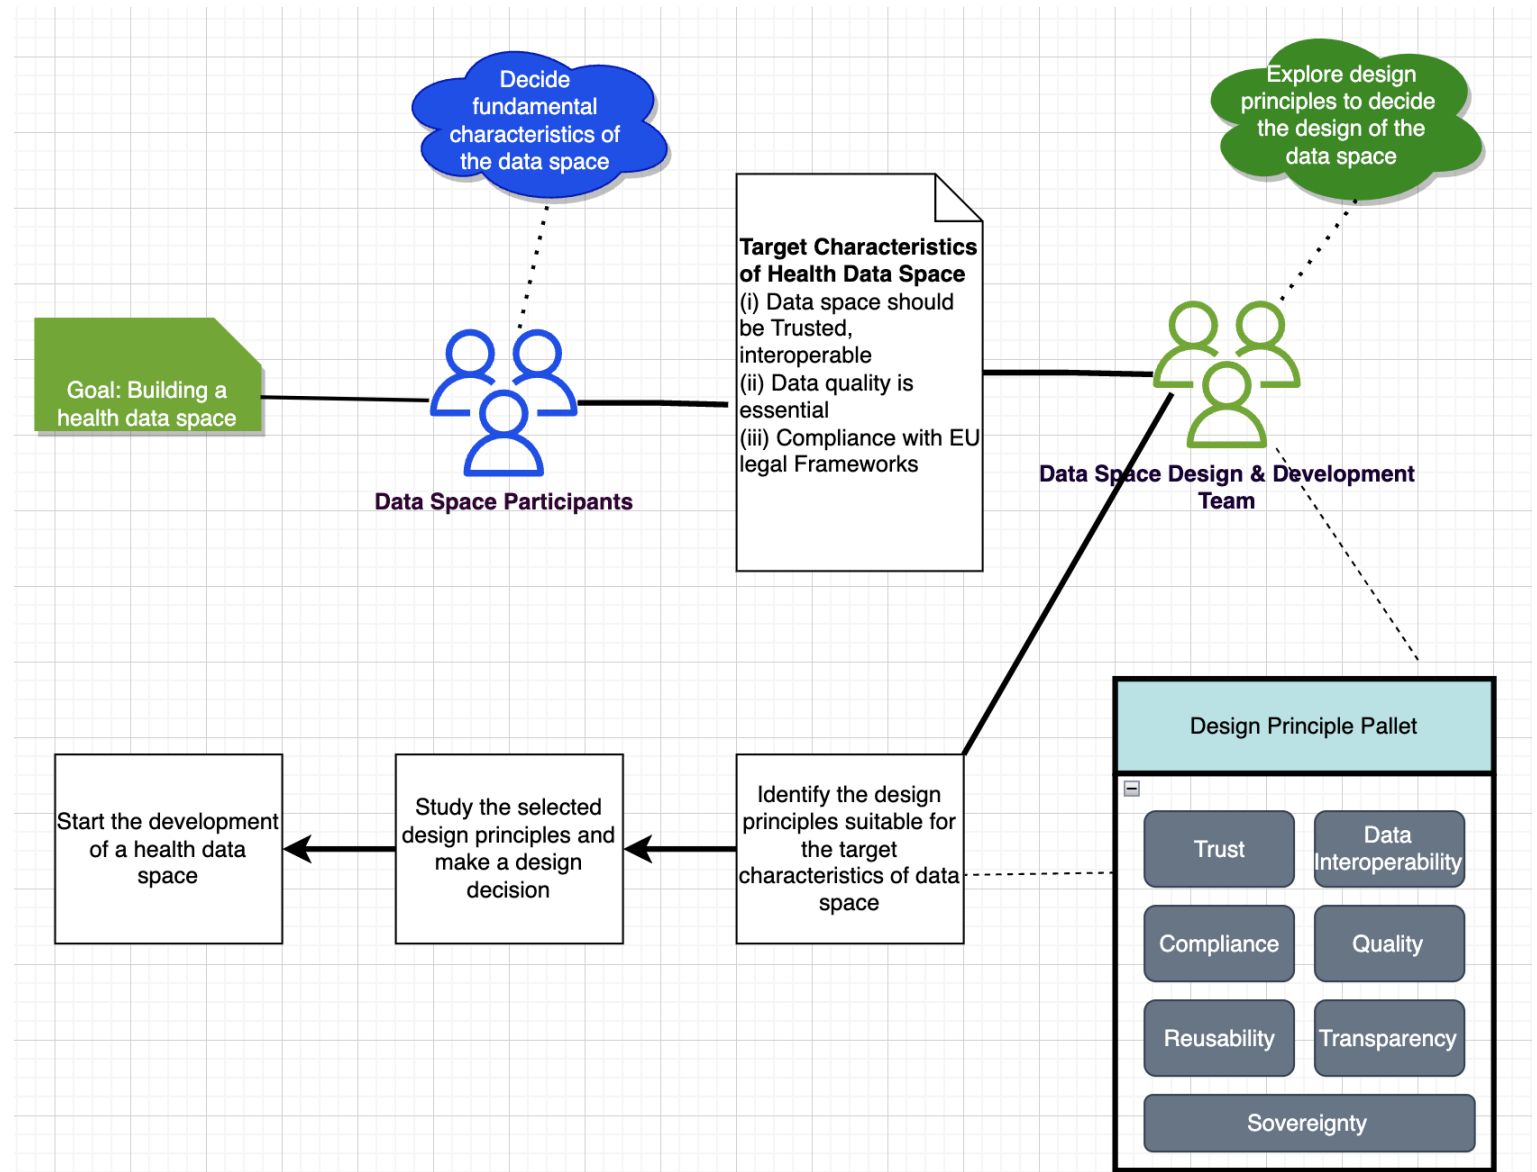 Decide
fundamental
characteristics of
the data space
Explore design
principles to decide
the design of the
data space
Goal: Building a
health data space
Data Space Participants
Target Characteristics
of Health Data Space
(i) Data space should
be Trusted,
interoperable
(ii) Data quality is
essential
(iii) Compliance with EU
legal Frameworks
Data Space Design & Development
Team
Start the development
of a health data
space
Study the selected
design principles and
make a design
decision
Identify the design
principles suitable for
the target
characteristics of data
space
Design Principle Pallet
Trust
Data
Interoperability
Compliance
Quality
Reusability
Transparency
Sovereignty